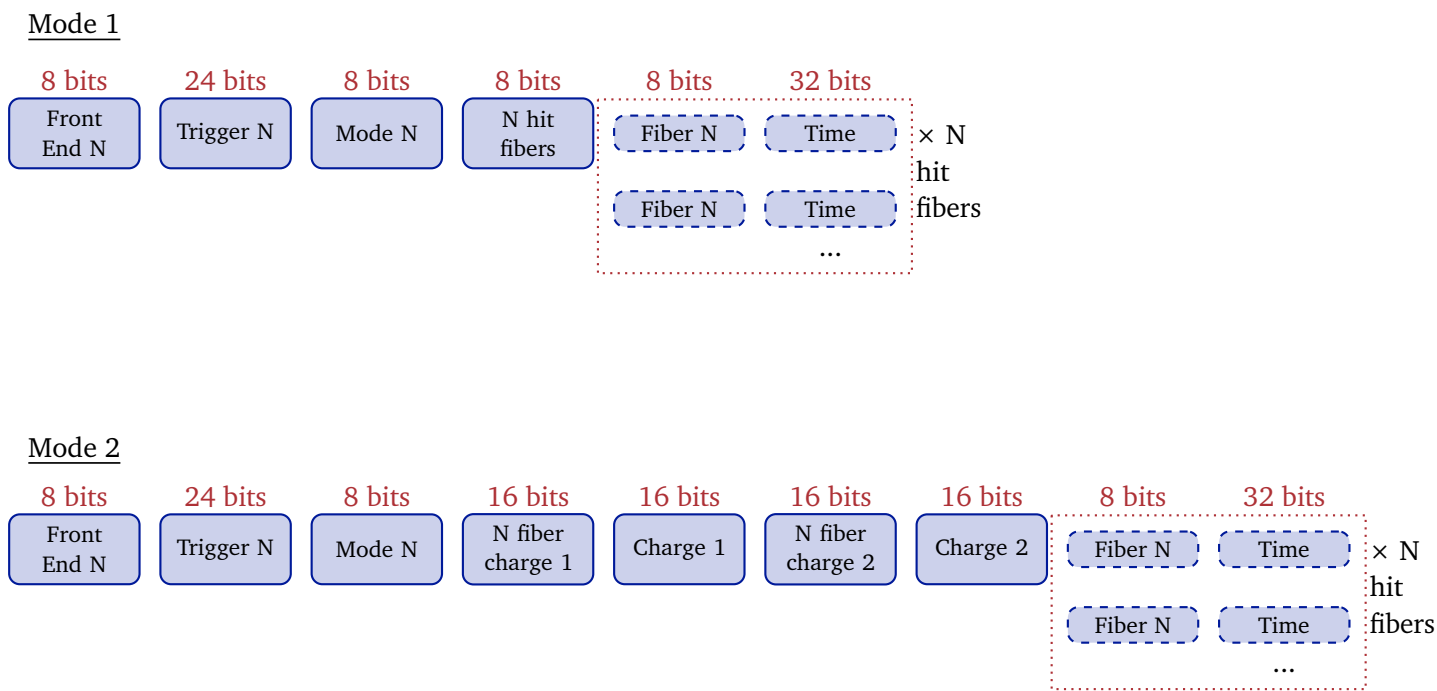 Mode 1
8 bits 24 bits 8 bits 8 bits 8 bits 32 bits
Front
End N
Trigger N
Mode N
N hit
fibers
Fiber N
Time
Fiber N
Time
...
× N
hit
fibers
Mode 2
8 bits 24 bits 8 bits 16 bits 16 bits 16 bits 16 bits 8 bits 32 bits
Front
End N
Trigger N
Mode N
N fiber
charge 1
Charge 1
N fiber
charge 2
Charge 2
Fiber N
Time
Fiber N
Time
...
× N
hit
fibers